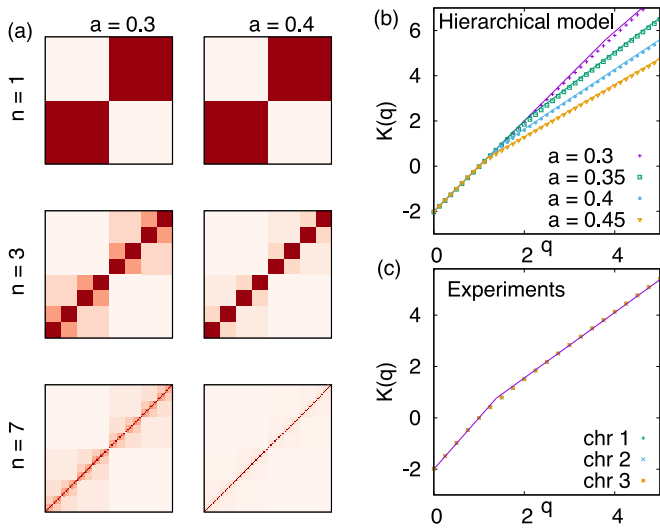 (a)
a = 0.3
a = 0.4
n = 1
n = 3
n = 7
(b)
Hierarchical model
K(q)
6
4
2
0
-2
a = 0.3
a = 0.35
a = 0.4
a = 0.45
0
2
q
4
(c)
Experiments
K(q)
4
2
0
-2
chr 1
chr 2
chr 3
0
2
q
4